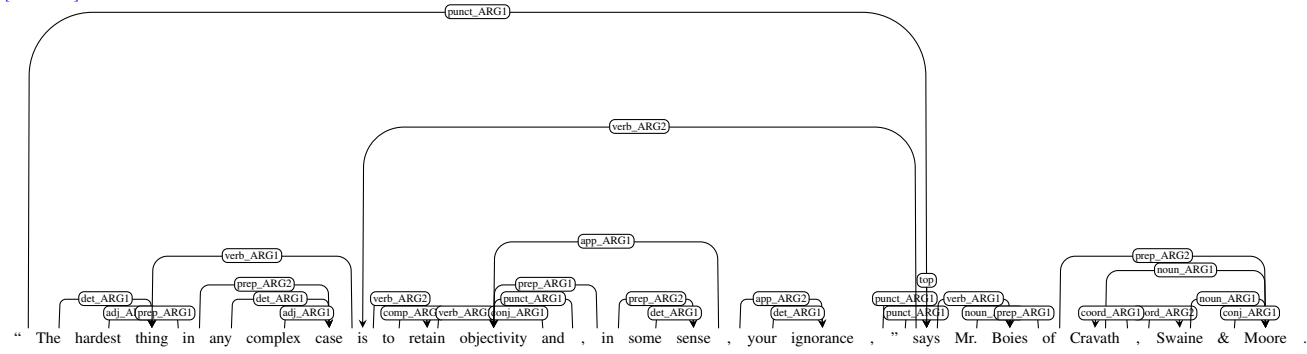 punct_ARG1
verb_ARG2
app_ARG1
verb_ARG1 prep_ARG2
noun_ARG1
prep_ARG2 prep_ARG1 top
det_ARG1 det_ARG1 verb_ARG2 punct_ARG1 prep_ARG2 app_ARG2 punct_ARG1 verb_ARG1 noun_ARG1
prep_ARG1 adj_ARG1 det_ARG1 det_ARG1 punct_ARG1 prep_ARG1 coord_ARG1 conj_ARG1
“ The hardest thing in any complex case is to retain objectivity and , in some sense , your ignorance , ” says Mr. Boies of Cravath , Swaine & Moore .